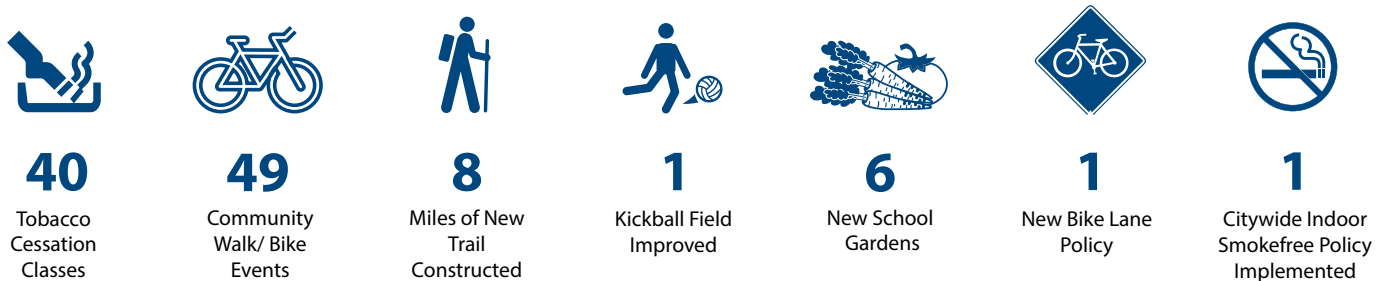 40
Tobacco
Cessation
Classes
49
Community
Walk/ Bike
Events
8
Miles of New
Trail
Constructed
1
Kickball Field
Improved
6
New School
Gardens
1
New Bike Lane
Policy
1
Citywide Indoor
Smokefree Policy
Implemented